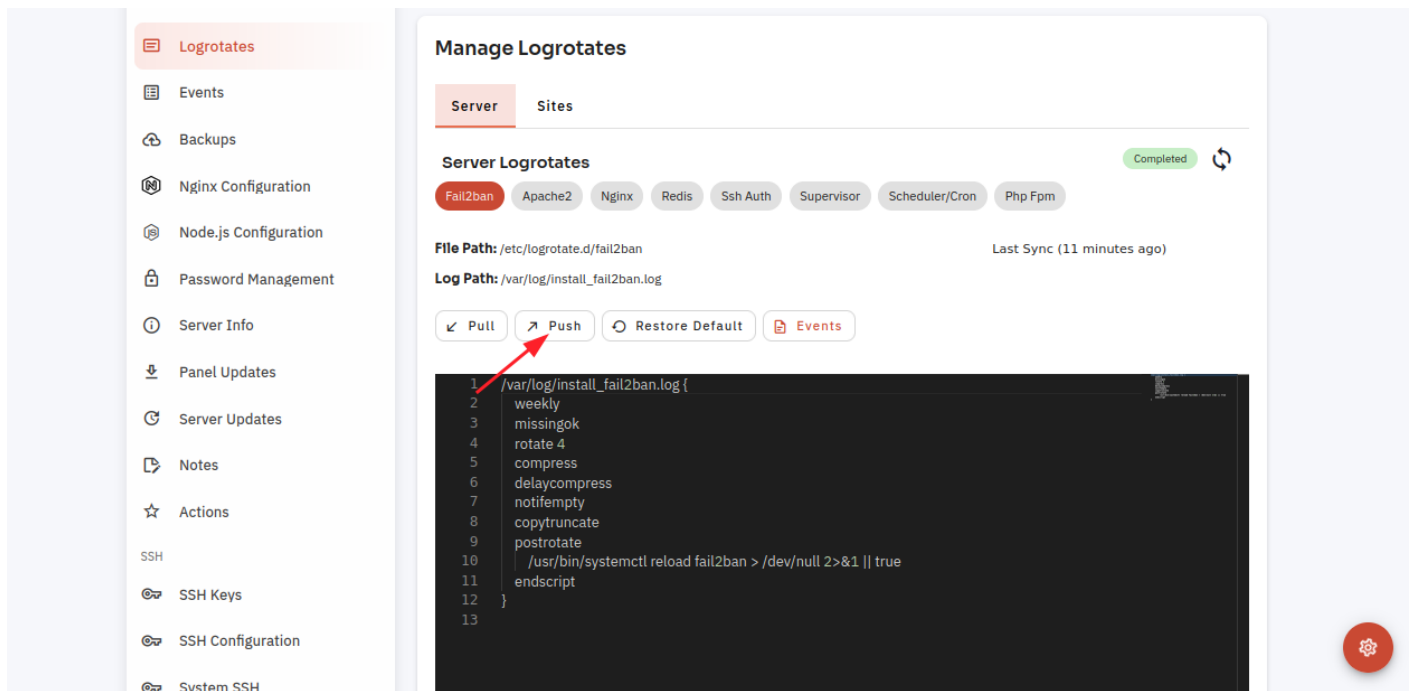 Logrotates
Events
Backups
Nginx Configuration
Node.js Configuration
Password Management
Server Info
Panel Updates
Server Updates
Notes
Actions
SSH
SSH Keys
SSH Configuration
System SSH
Manage Logrotates
Server Sites
Server Logrotates Completed
Fail2ban Apache2 Nginx Redis Ssh Auth Supervisor Scheduler/Cron Php Fpm
File Path: /etc/logrotate.d/fail2ban Last Sync (11 minutes ago)
Log Path: /var/log/install_fail2ban.log
Pull Push Restore Default Events
1 /var/log/install_fail2ban.log {
2 weekly
3 missingok
4 rotate 4
5 compress
6 delaycompress
7 notifempty
8 copytruncate
9 postrotate
10 /usr/bin/systemctl reload fail2ban > /dev/null 2>&1 || true
11 endscript
12 }
13